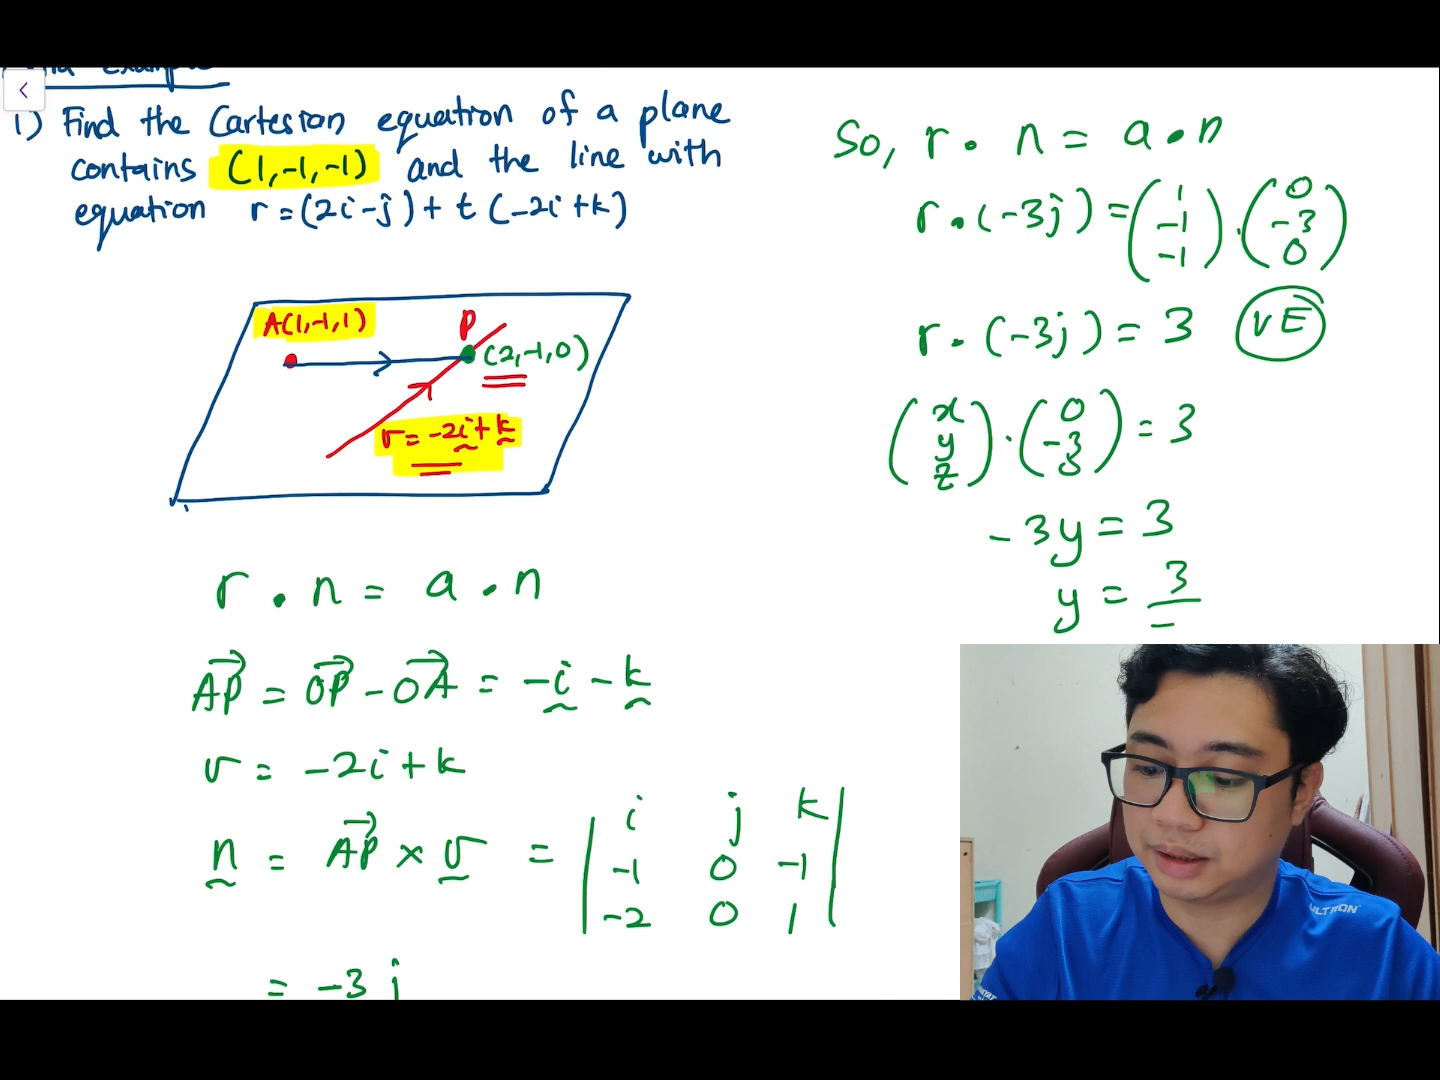 1) Find the Cartesian equation of a plane
contains (1,-1,-1) and the line with
equation r = (2i-j) + t (-2i+k)
A(1,-1,1)
P
(2,-1,0)
v = -2i+k
r . n = a . n
AP = OP - OA = -i - k
v = -2i+k
n = AP × v = | i j k |
| -1 0 -1 |
| -2 0 1 |
= -3 j
So, r . n = a . n
r . (-3j) = (1 -1 -1) . (0 -3 0)
r . (-3j) = 3 VE
(x y z) . (0 -3 3) = 3
-3y = 3
y = 3
ULTRON